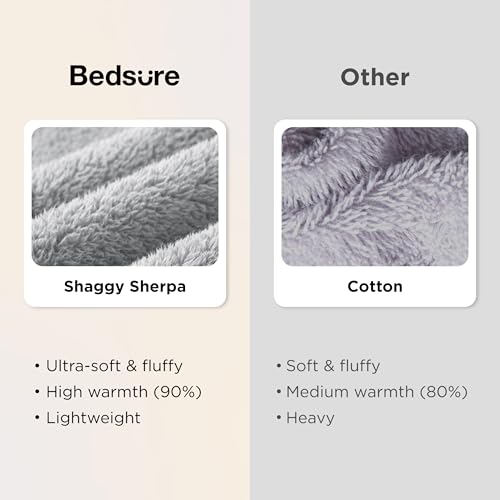 Bedsure
Other
Shaggy Sherpa
Cotton
• Ultra-soft & fluffy
• High warmth (90%)
• Lightweight
• Soft & fluffy
• Medium warmth (80%)
• Heavy